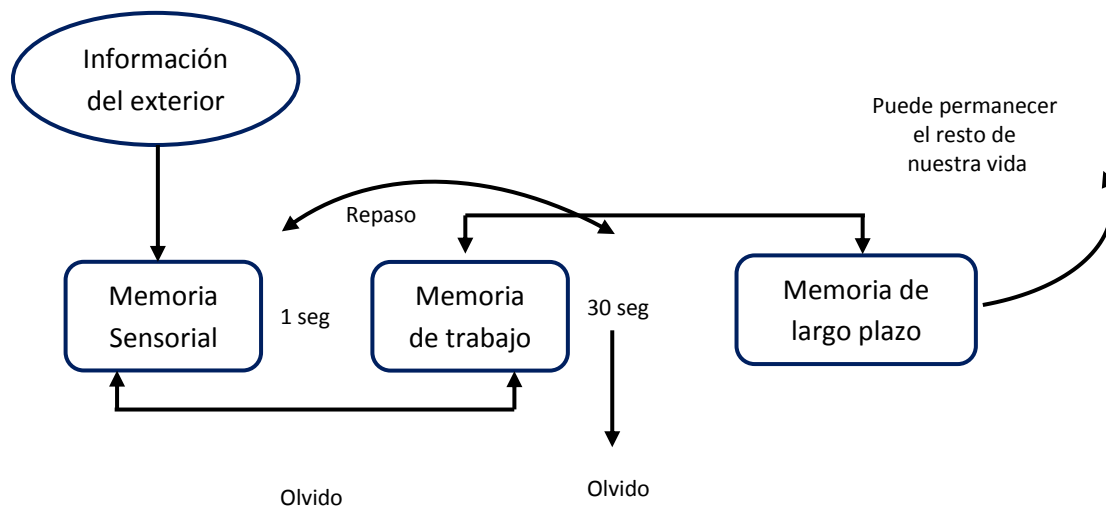 Información
del exterior
Puede permanecer
el resto de
nuestra vida
Repaso
Memoria
Sensorial
1 seg
Memoria
de trabajo
30 seg
Memoria de
largo plazo
Olvido
Olvido